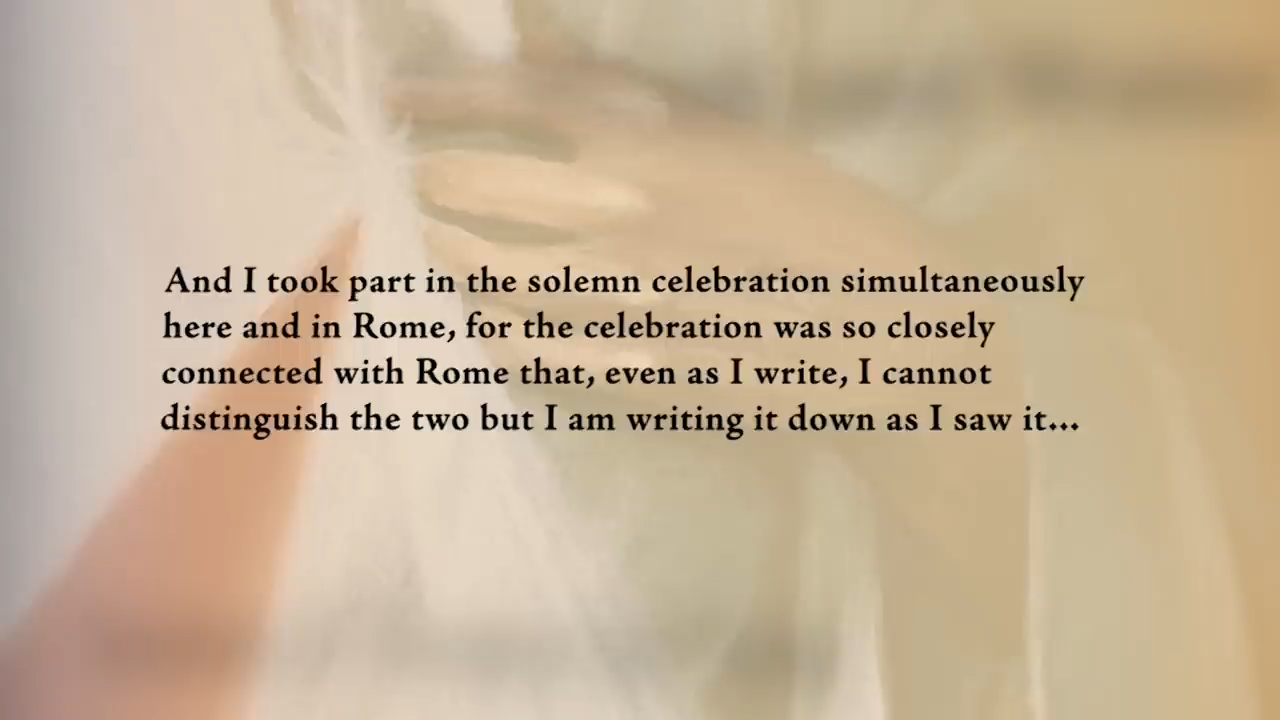 And I took part in the solemn celebration simultaneously
here and in Rome, for the celebration was so closely
connected with Rome that, even as I write, I cannot
distinguish the two but I am writing it down as I saw it...